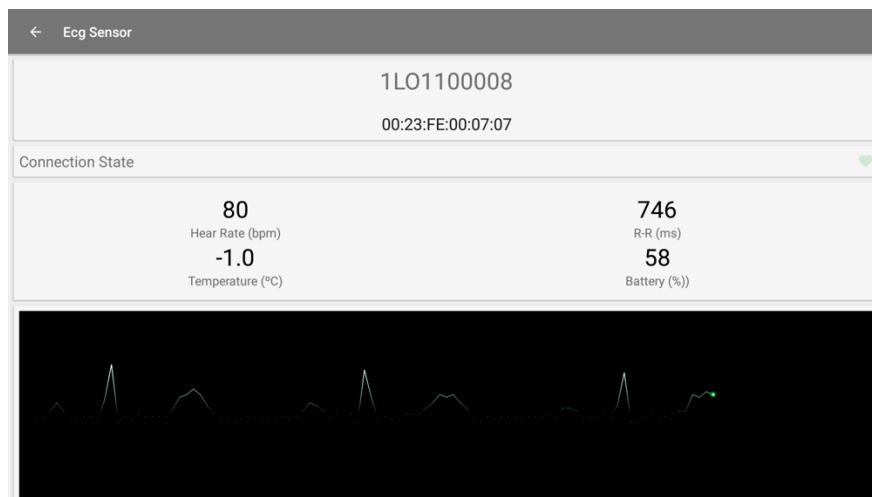 Ecg Sensor
1LO1100008
00:23:FE:00:07:07
Connection State
80 746
Hear Rate (bpm) R-R (ms)
-1.0 58
Temperature (ºC) Battery (%))